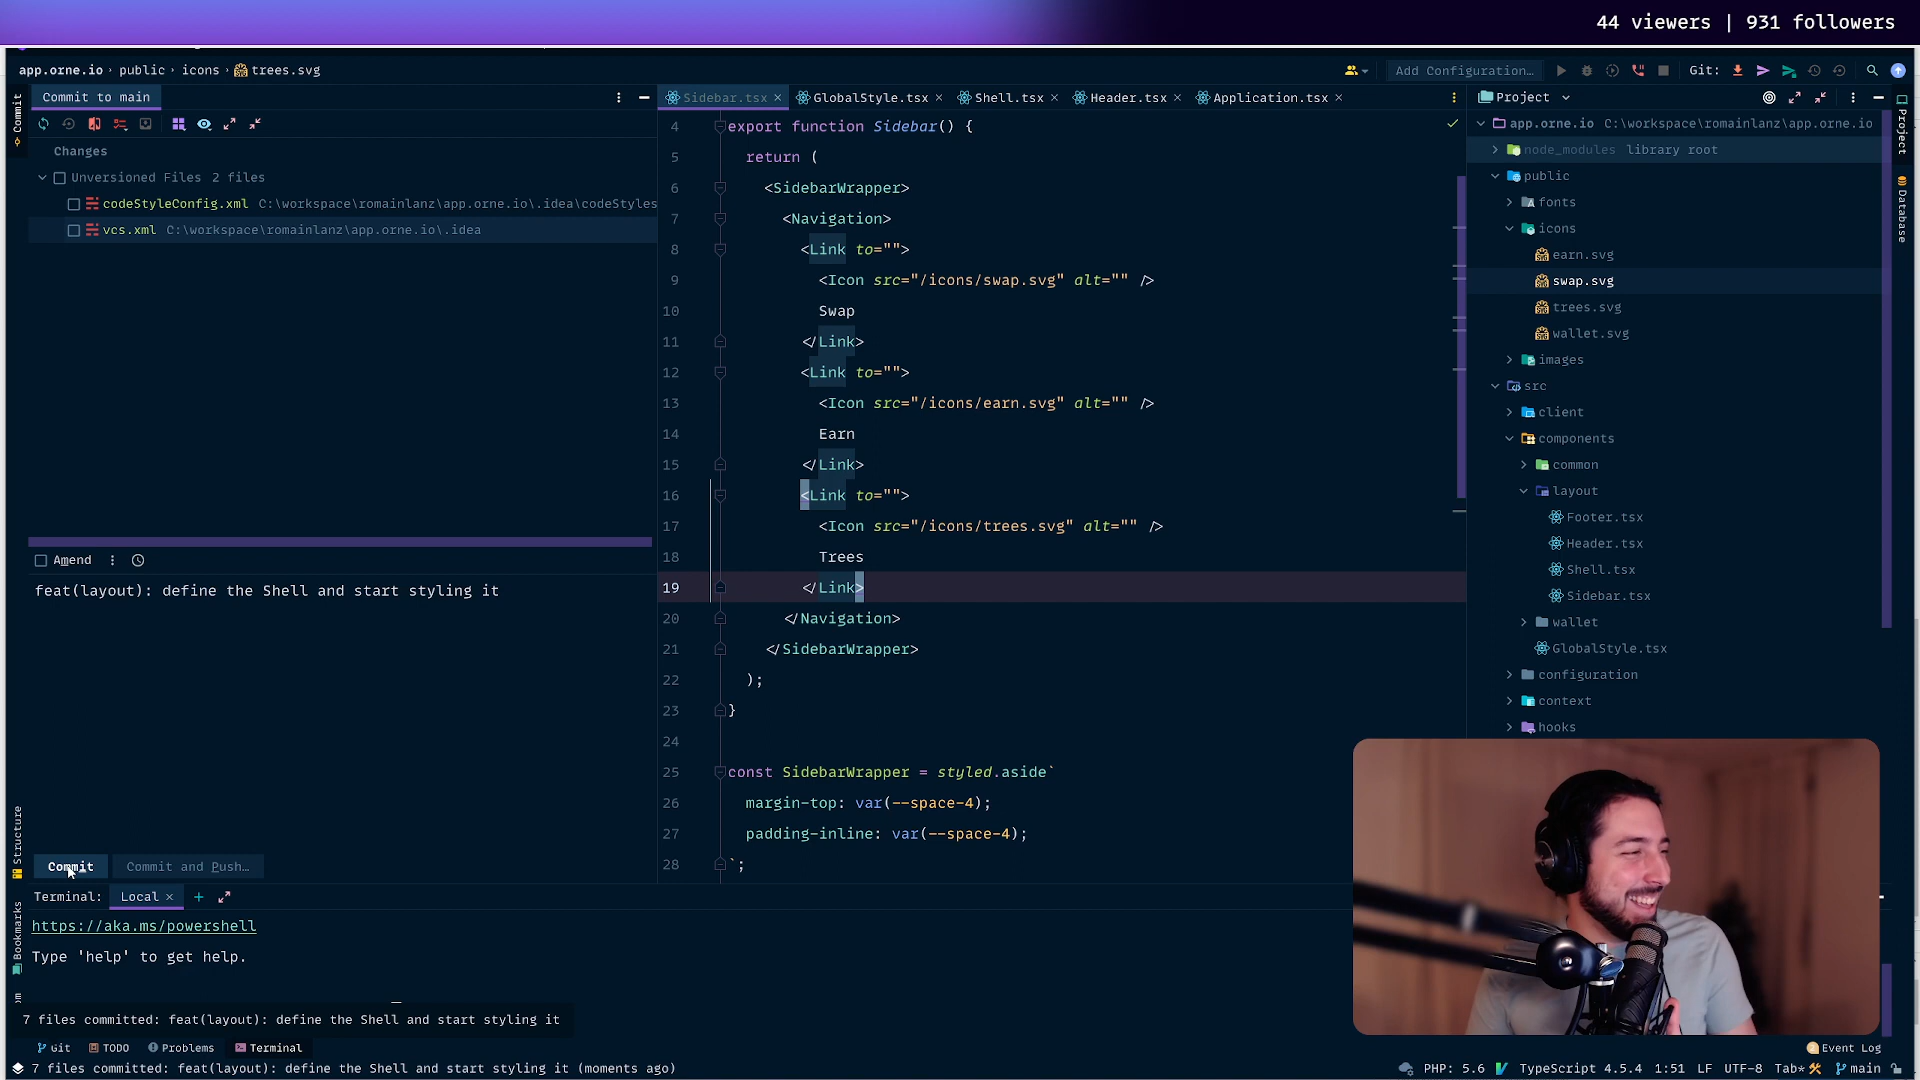 44 viewers | 931 followers
app.orne.io › public › icons › trees.svg
Add Configuration…
Git:
Commit to main
Sidebar.tsx
GlobalStyle.tsx
Shell.tsx
Header.tsx
Application.tsx
Project
Commit
Project
Database
Structure
Bookmarks
Changes
Unversioned Files 2 files
codeStyleConfig.xml C:\workspace\romainlanz\app.orne.io\.idea\codeStyles
vcs.xml C:\workspace\romainlanz\app.orne.io\.idea
Amend
feat(layout): define the Shell and start styling it
Commit
Commit and Push…
4 export function Sidebar() {
5 return (
6 <SidebarWrapper>
7 <Navigation>
8 <Link to="">
9 <Icon src="/icons/swap.svg" alt="" />
10 Swap
11 </Link>
12 <Link to="">
13 <Icon src="/icons/earn.svg" alt="" />
14 Earn
15 </Link>
16 <Link to="">
17 <Icon src="/icons/trees.svg" alt="" />
18 Trees
19 </Link>
20 </Navigation>
21 </SidebarWrapper>
22 );
23 }
24
25 const SidebarWrapper = styled.aside`
26 margin-top: var(--space-4);
27 padding-inline: var(--space-4);
28 `;
app.orne.io C:\workspace\romainlanz\app.orne.io
node_modules library root
public
fonts
icons
earn.svg
swap.svg
trees.svg
wallet.svg
images
src
client
components
common
layout
Footer.tsx
Header.tsx
Shell.tsx
Sidebar.tsx
wallet
GlobalStyle.tsx
configuration
context
hooks
Terminal: Local
https://aka.ms/powershell
Type 'help' to get help.
7 files committed: feat(layout): define the Shell and start styling it
Git
TODO
Problems
Terminal
Event Log
7 files committed: feat(layout): define the Shell and start styling it (moments ago)
PHP: 5.6
TypeScript 4.5.4
1:51
LF
UTF-8
Tab*
main